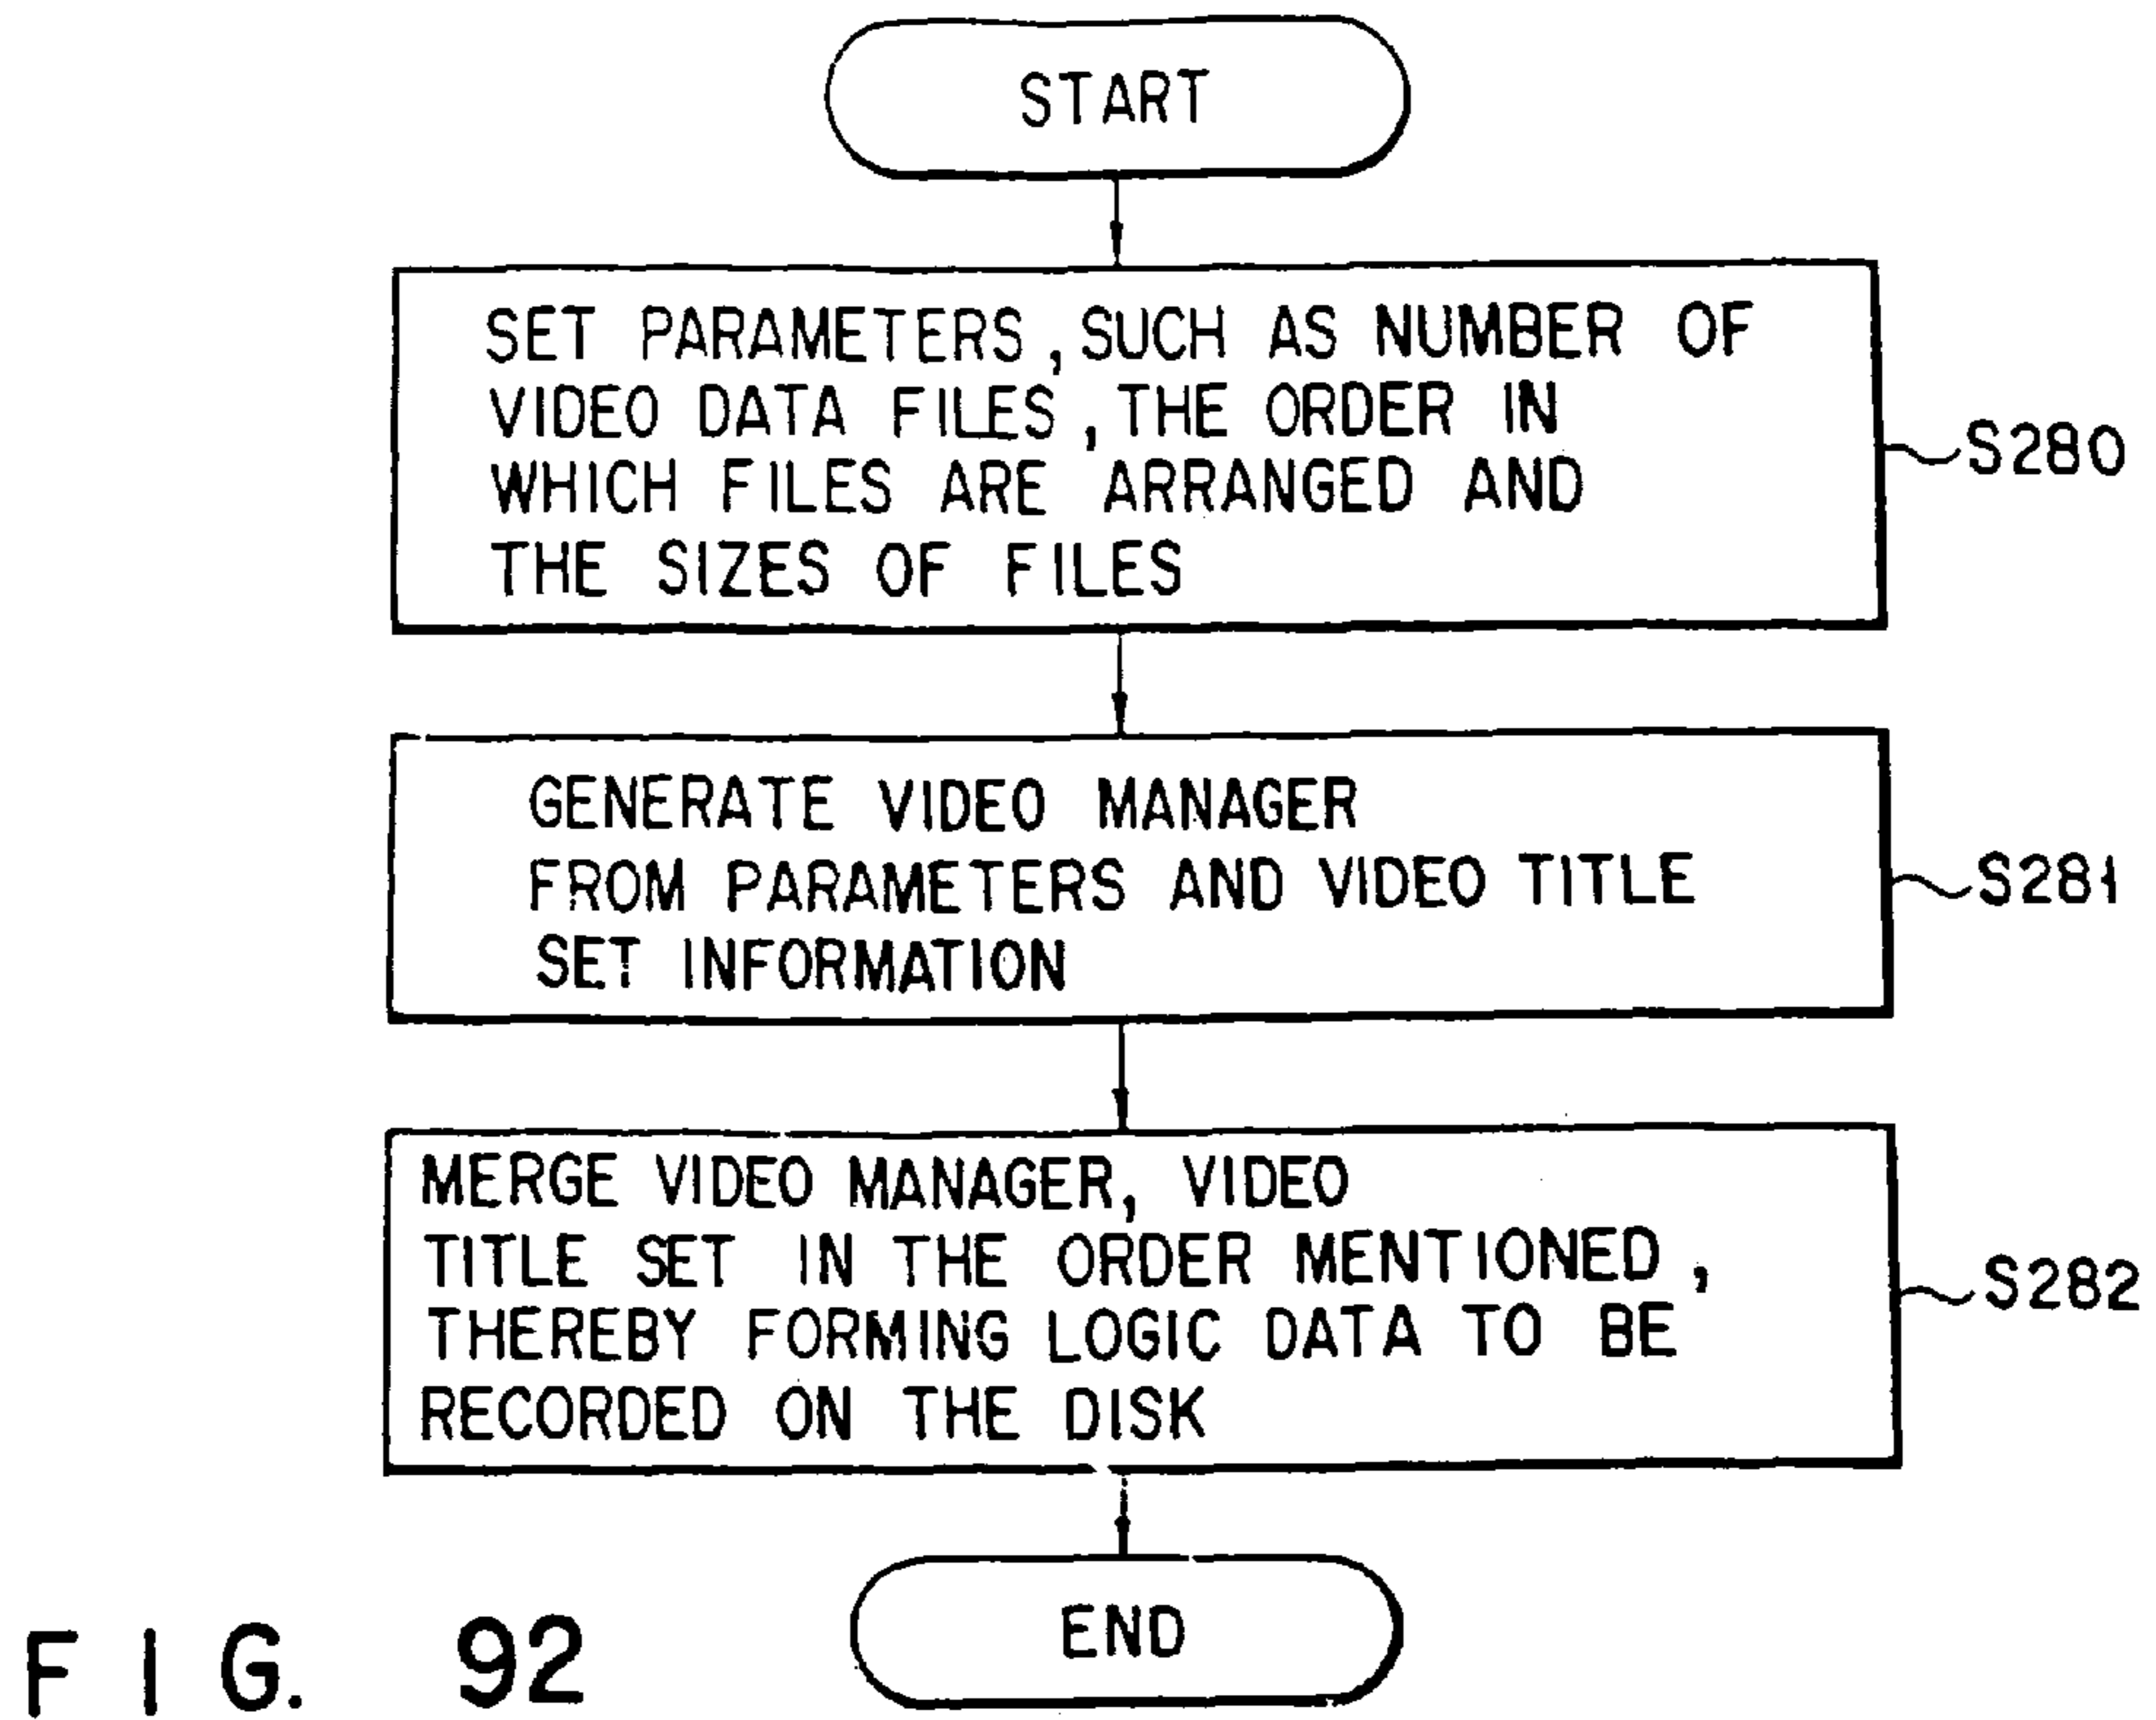 START
SET PARAMETERS, SUCH AS NUMBER OF
VIDEO DATA FILES, THE ORDER IN
WHICH FILES ARE ARRANGED AND
THE SIZES OF FILES
S280
GENERATE VIDEO MANAGER
FROM PARAMETERS AND VIDEO TITLE
SET INFORMATION
S281
MERGE VIDEO MANAGER, VIDEO
TITLE SET IN THE ORDER MENTIONED,
THEREBY FORMING LOGIC DATA TO BE
RECORDED ON THE DISK
S282
END
FIG. 92